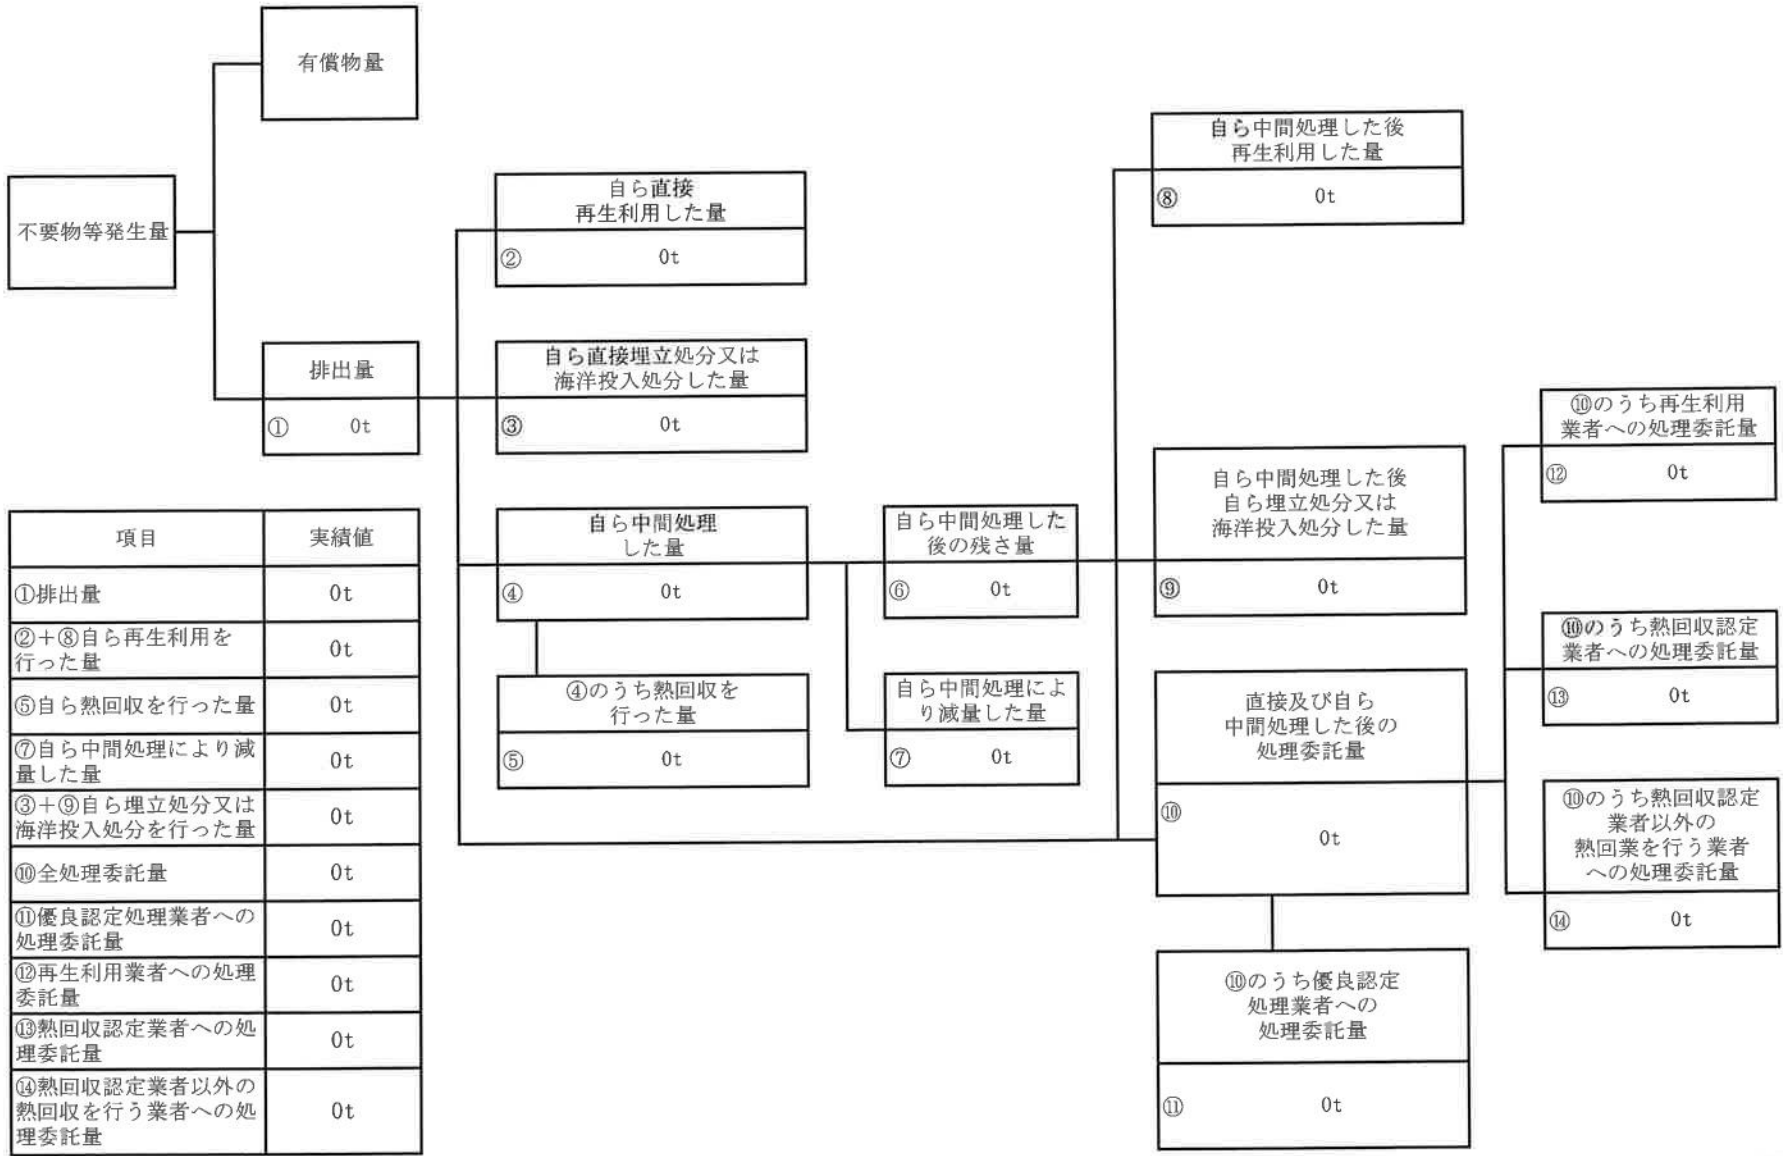 有償物量
不要物等発生量
排出量
① 0t
自ら直接
再生利用した量
② 0t
自ら直接埋立処分又は
海洋投入処分した量
③ 0t
自ら中間処理
した量
④ 0t
④のうち熱回収を
行った量
⑤ 0t
自ら中間処理した
後の残さ量
⑥ 0t
自ら中間処理によ
り減量した量
⑦ 0t
自ら中間処理した後
再生利用した量
⑧ 0t
自ら中間処理した後
自ら埋立処分又は
海洋投入処分した量
⑨ 0t
直接及び自ら
中間処理した後の
処理委託量
⑩
0t
⑩のうち優良認定
処理業者への
処理委託量
⑪ 0t
⑩のうち再生利用
業者への処理委託量
⑫ 0t
⑩のうち熱回収認定
業者への処理委託量
⑬ 0t
⑩のうち熱回収認定
業者以外の
熱回業を行う業者
への処理委託量
⑭ 0t
項目 実績値
①排出量 0t
②+⑧自ら再生利用を
行った量 0t
⑤自ら熱回収を行った量 0t
⑦自ら中間処理により減
量した量 0t
③+⑨自ら埋立処分又は
海洋投入処分を行った量 0t
⑩全処理委託量 0t
⑪優良認定処理業者への
処理委託量 0t
⑫再生利用業者への処理
委託量 0t
⑬熱回収認定業者への処
理委託量 0t
⑭熱回収認定業者以外の
熱回収を行う業者への処 0t
理委託量